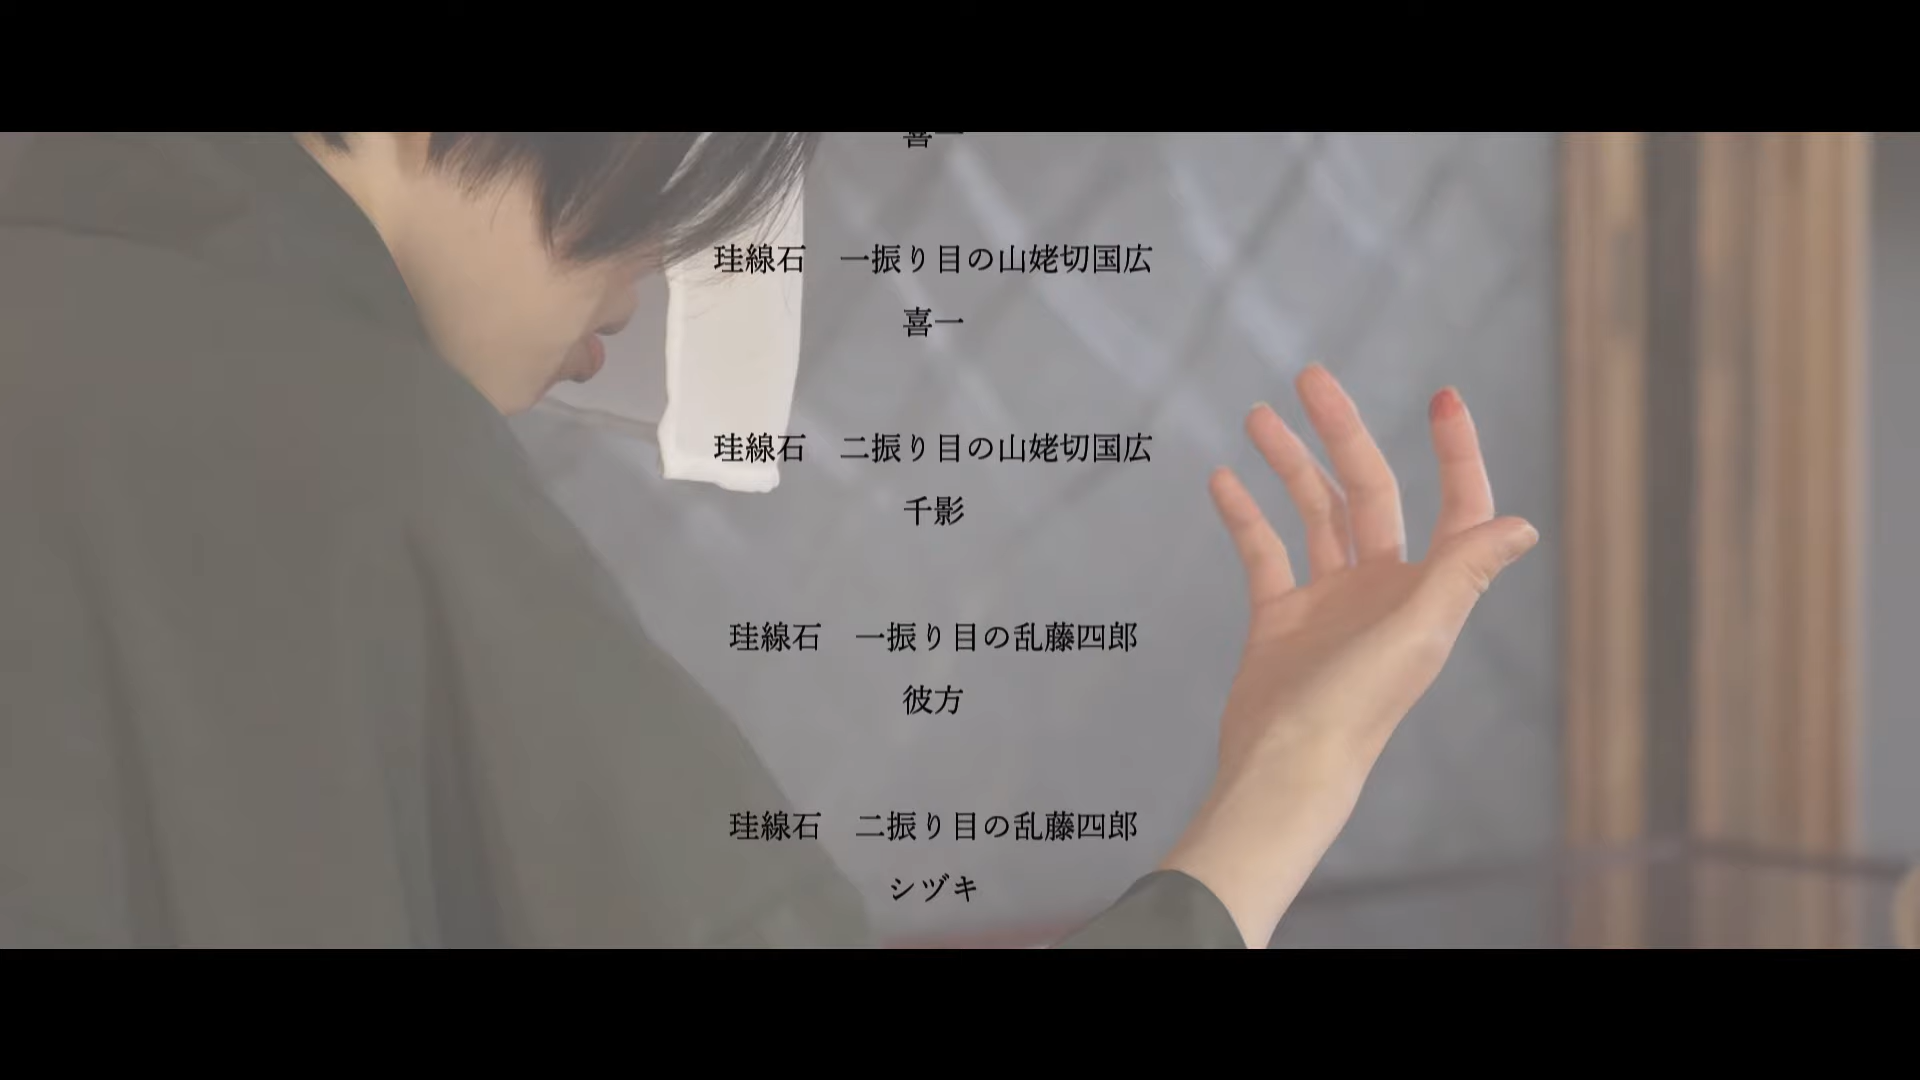 喜一
珪線石　一振り目の山姥切国広
喜一
珪線石　二振り目の山姥切国広
千影
珪線石　一振り目の乱藤四郎
彼方
珪線石　二振り目の乱藤四郎
シヅキ